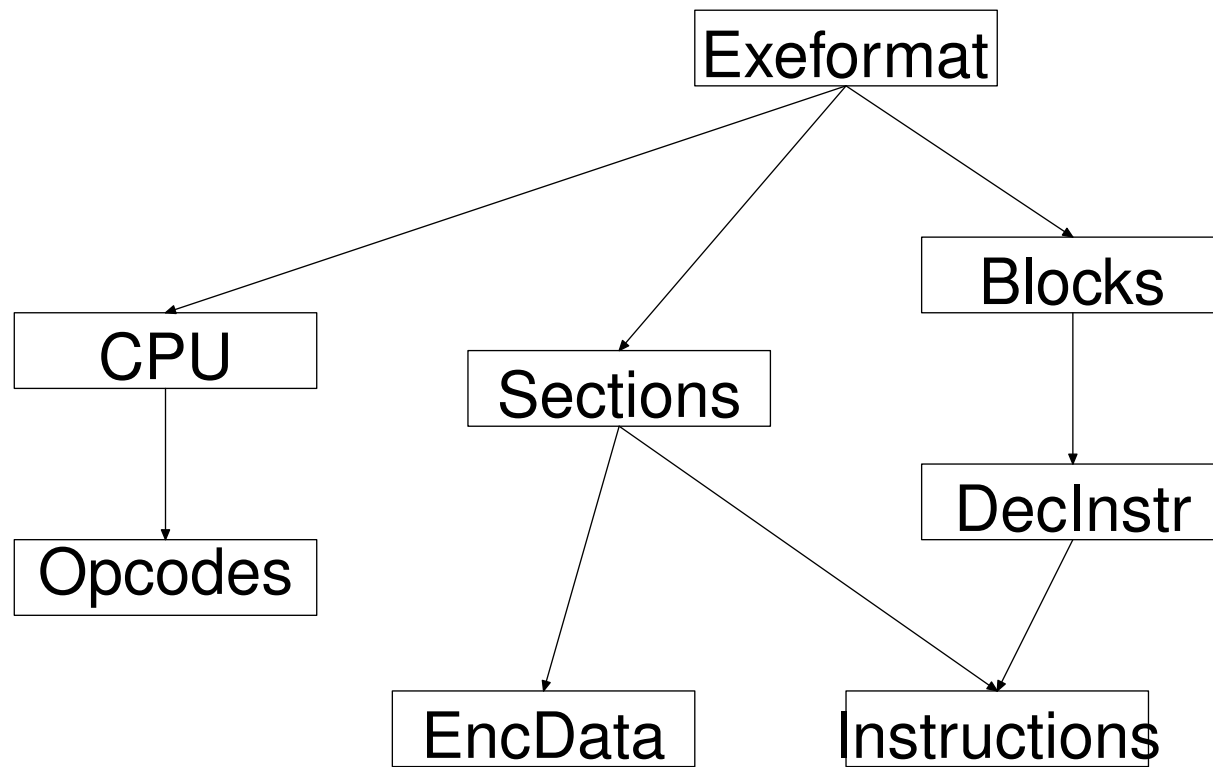 Exeformat
Blocks
CPU
Sections
DecInstr
Opcodes
EncData
Instructions